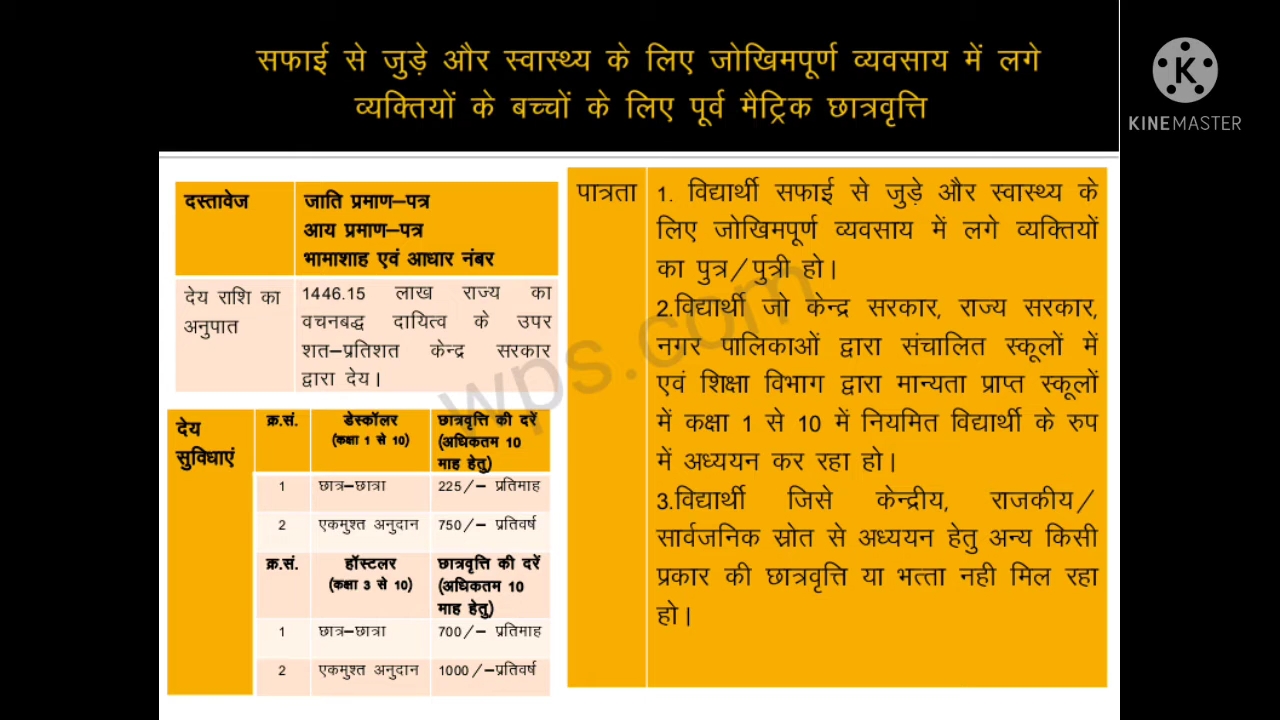 सफाई से जुड़े और स्वास्थ्य के लिए जोखिमपूर्ण व्यवसाय में लगे
व्यक्तियों के बच्चों के लिए पूर्व मैट्रिक छात्रवृत्ति
KINEMASTER
दस्तावेज
जाति प्रमाण–पत्र
आय प्रमाण–पत्र
भामाशाह एवं आधार नंबर
देय राशि का
अनुपात
1446.15 लाख राज्य का
वचनबद्ध दायित्व के उपर
शत–प्रतिशत केन्द्र सरकार
द्वारा देय।
देय
सुविधाएं
क्र.सं. डेस्कॉलर छात्रवृत्ति की दरें
(कक्षा 1 से 10) (अधिकतम 10
माह हेतु)
1 छात्र–छात्रा 225/– प्रतिमाह
2 एकमुश्त अनुदान 750/– प्रतिवर्ष
क्र.सं. हॉस्टलर छात्रवृत्ति की दरें
(कक्षा 3 से 10) (अधिकतम 10
माह हेतु)
1 छात्र–छात्रा 700/– प्रतिमाह
2 एकमुश्त अनुदान 1000/–प्रतिवर्ष
पात्रता
1. विद्यार्थी सफाई से जुड़े और स्वास्थ्य के
लिए जोखिमपूर्ण व्यवसाय में लगे व्यक्तियों
का पुत्र/पुत्री हो।
2.विद्यार्थी जो केन्द्र सरकार, राज्य सरकार,
नगर पालिकाओं द्वारा संचालित स्कूलों में
एवं शिक्षा विभाग द्वारा मान्यता प्राप्त स्कूलों
में कक्षा 1 से 10 में नियमित विद्यार्थी के रुप
में अध्ययन कर रहा हो।
3.विद्यार्थी जिसे केन्द्रीय, राजकीय/
सार्वजनिक स्रोत से अध्ययन हेतु अन्य किसी
प्रकार की छात्रवृत्ति या भत्ता नही मिल रहा
हो।
wps.com